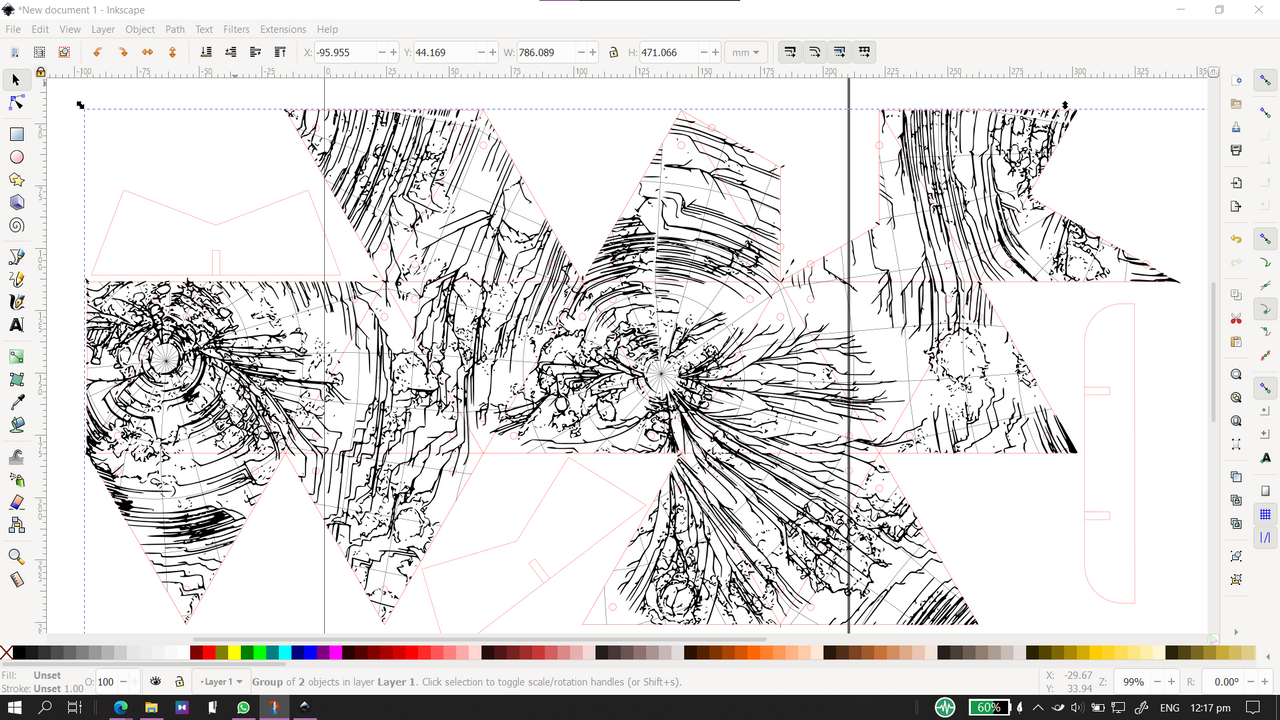 *New document 1 - Inkscape
File Edit View Layer Object Path Text Filters Extensions Help
X: -95.955 Y: 44.169 W: 786.089 H: 471.066 mm
-100 -75 -50 -25 0 25 50 75 100 125 150 175 200 225 250 275 300
Fill: Unset O: 100 Layer 1 Group of 2 objects in layer Layer 1. Click selection to toggle scale/rotation handles (or Shift+s). X: -29.67 Z: 99% R: 0.00°
Stroke: Unset 1.00 Y: 33.94
60% ENG 12:17 pm